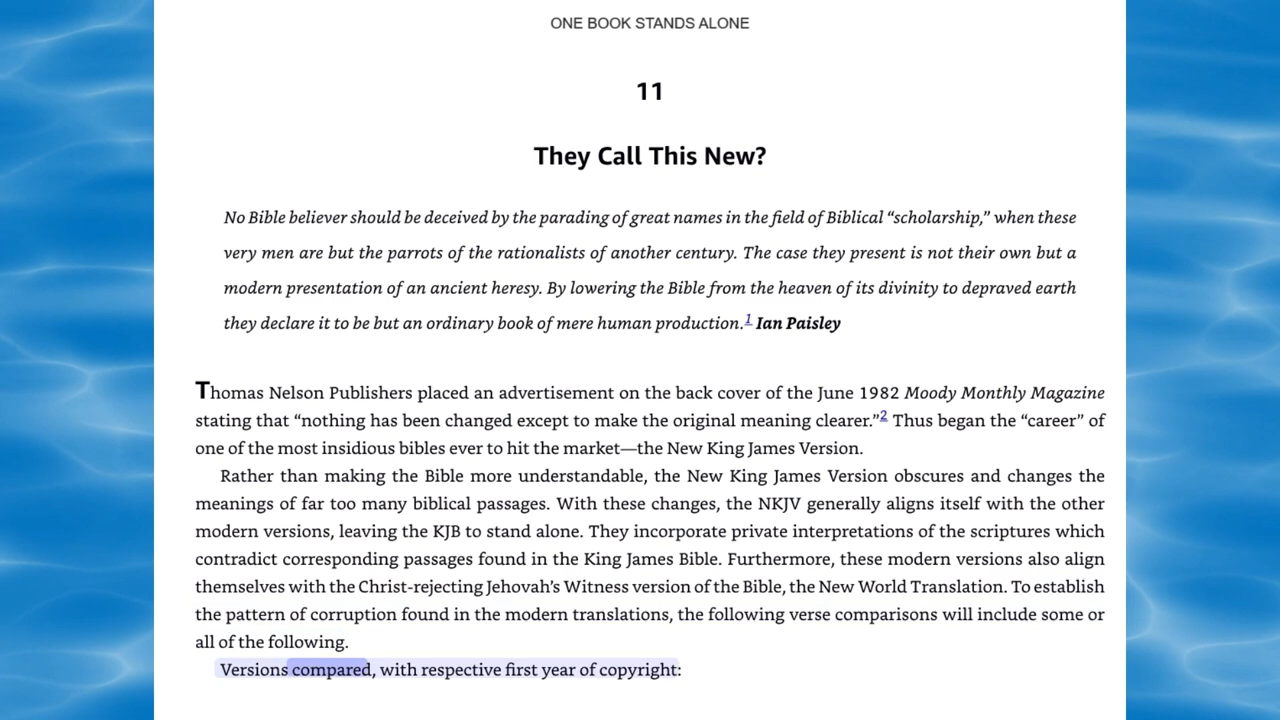 ONE BOOK STANDS ALONE
11
They Call This New?
No Bible believer should be deceived by the parading of great names in the field of Biblical “scholarship,” when these
very men are but the parrots of the rationalists of another century. The case they present is not their own but a
modern presentation of an ancient heresy. By lowering the Bible from the heaven of its divinity to depraved earth
they declare it to be but an ordinary book of mere human production.1 Ian Paisley
Thomas Nelson Publishers placed an advertisement on the back cover of the June 1982 Moody Monthly Magazine
stating that “nothing has been changed except to make the original meaning clearer.”2 Thus began the “career” of
one of the most insidious bibles ever to hit the market—the New King James Version.
Rather than making the Bible more understandable, the New King James Version obscures and changes the
meanings of far too many biblical passages. With these changes, the NKJV generally aligns itself with the other
modern versions, leaving the KJB to stand alone. They incorporate private interpretations of the scriptures which
contradict corresponding passages found in the King James Bible. Furthermore, these modern versions also align
themselves with the Christ-rejecting Jehovah’s Witness version of the Bible, the New World Translation. To establish
the pattern of corruption found in the modern translations, the following verse comparisons will include some or
all of the following.
Versions compared, with respective first year of copyright: